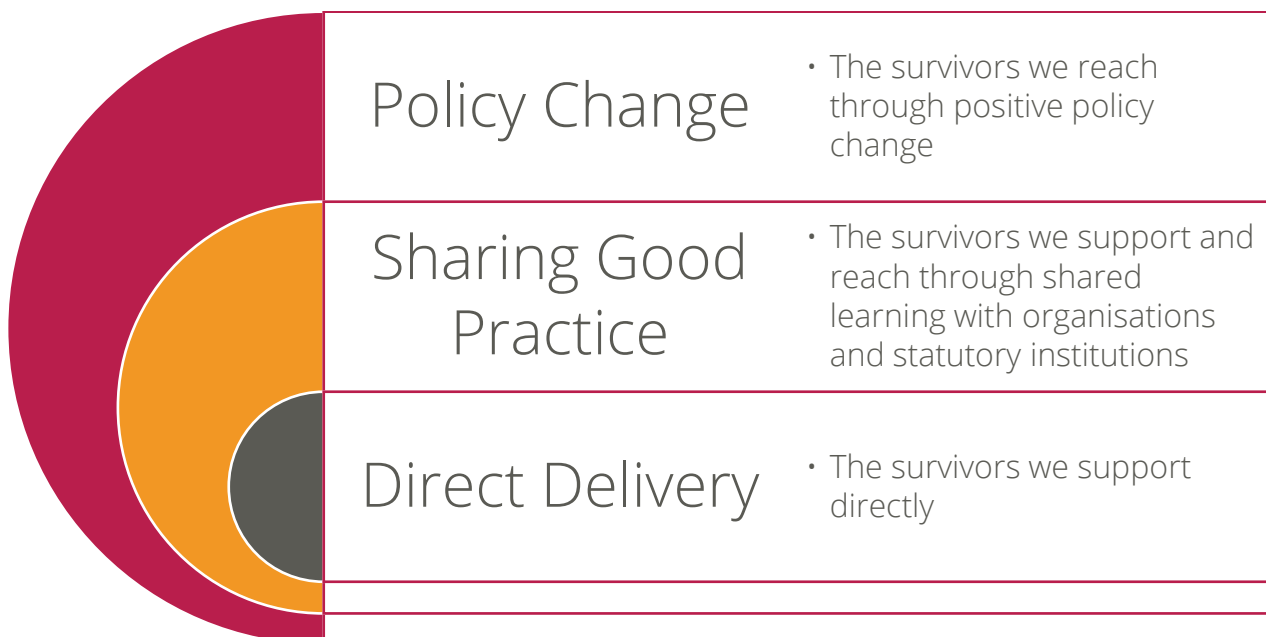 Policy Change
• The survivors we reach
through positive policy
change
Sharing Good
Practice
• The survivors we support and
reach through shared
learning with organisations
and statutory institutions
Direct Delivery
• The survivors we support
directly